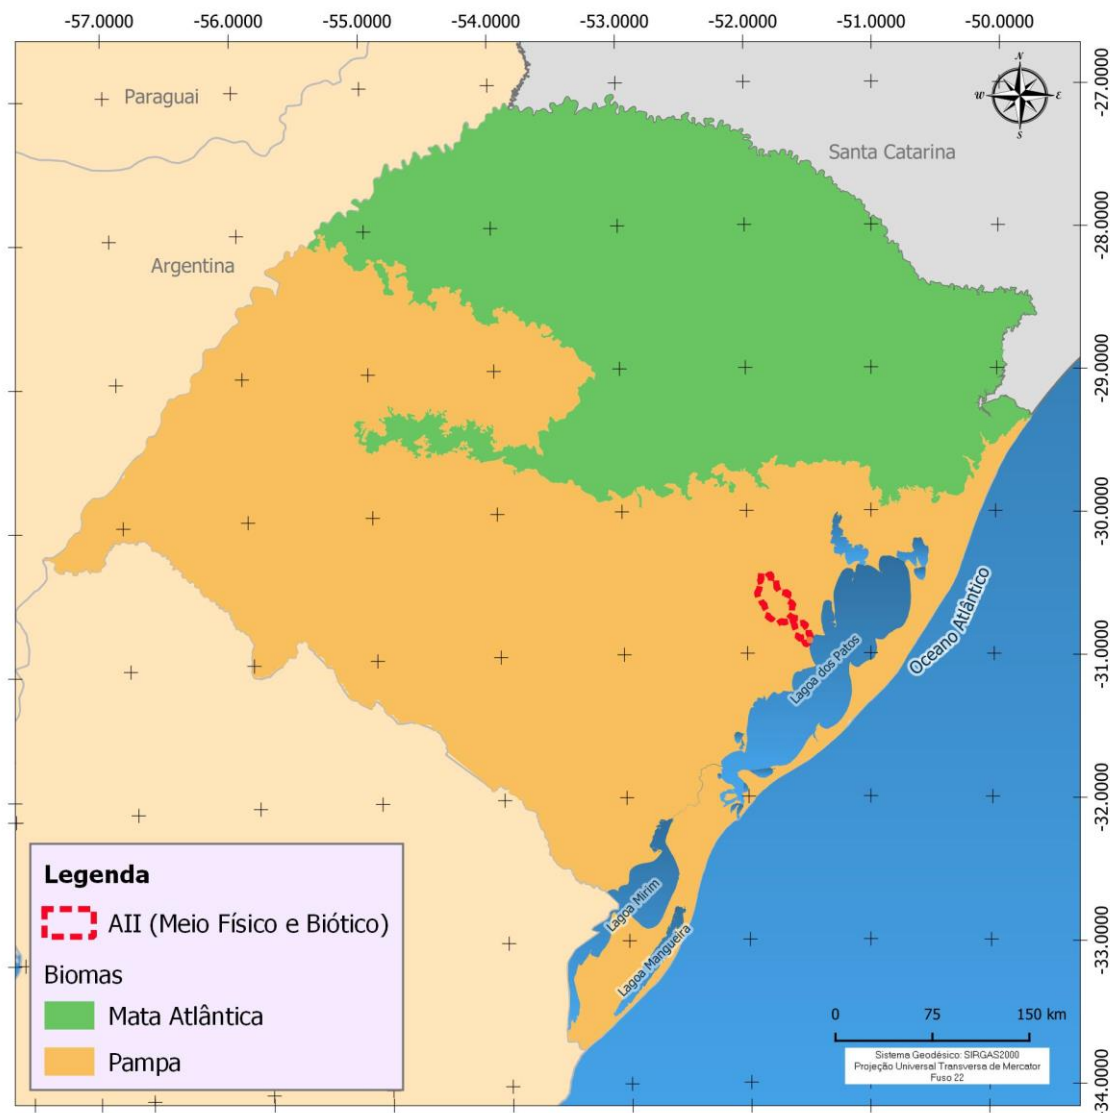 -57.0000 -56.0000 -55.0000 -54.0000 -53.0000 -52.0000 -51.0000 -50.0000
N
W E
S
Paraguai
Santa Catarina
Argentina
-27.0000
-28.0000
-29.0000
-30.0000
-31.0000
-32.0000
-33.0000
-34.0000
Oceano Atlântico
Lagoa dos Patos
Lagoa Mirim
Lagoa Mangueira
Legenda
AII (Meio Físico e Biótico)
Biomas
Mata Atlântica
Pampa
0 75 150 km
Sistema Geodésico: SIRGAS2000
Projeção Universal Transversa de Mercator
Fuso 22